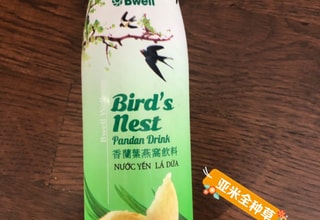 Bwell
Bird's
nest
Pandan Drink
香蘭葉燕窩飲料
NƯỚC YẾN LÁ DỨA
亚米全种草